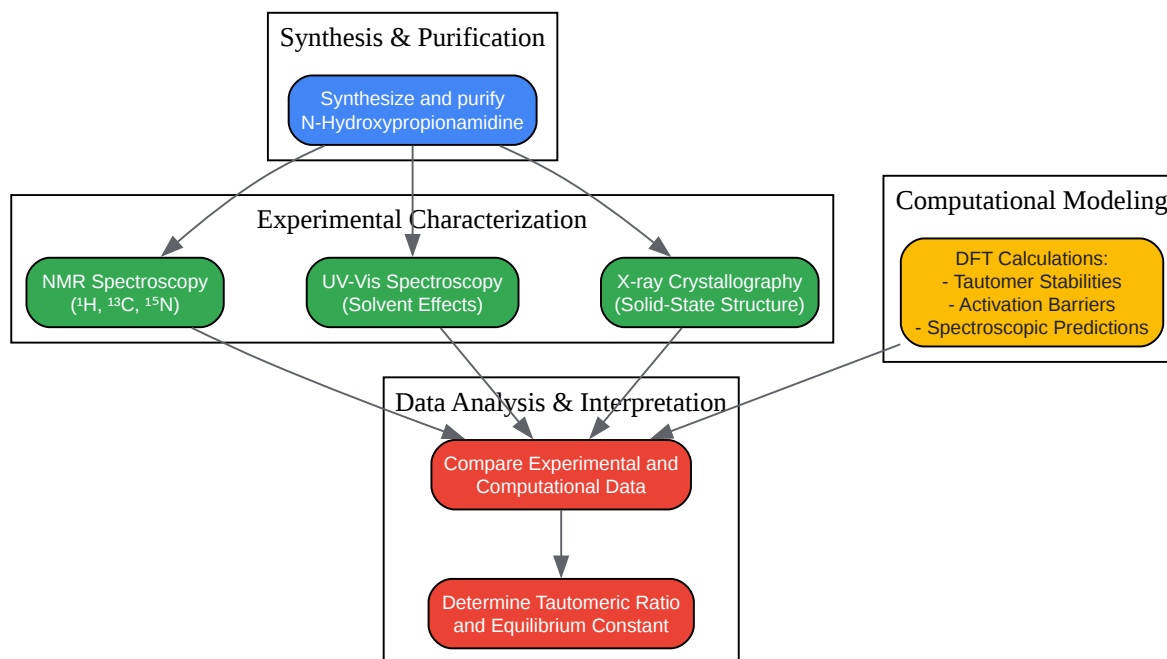 Synthesis & Purification
Synthesize and purify
N-Hydroxypropionamidine
Experimental Characterization
NMR Spectroscopy
(¹H, ¹³C, ¹⁵N)
UV-Vis Spectroscopy
(Solvent Effects)
X-ray Crystallography
(Solid-State Structure)
Computational Modeling
DFT Calculations:
- Tautomer Stabilities
- Activation Barriers
- Spectroscopic Predictions
Data Analysis & Interpretation
Compare Experimental and
Computational Data
Determine Tautomeric Ratio
and Equilibrium Constant